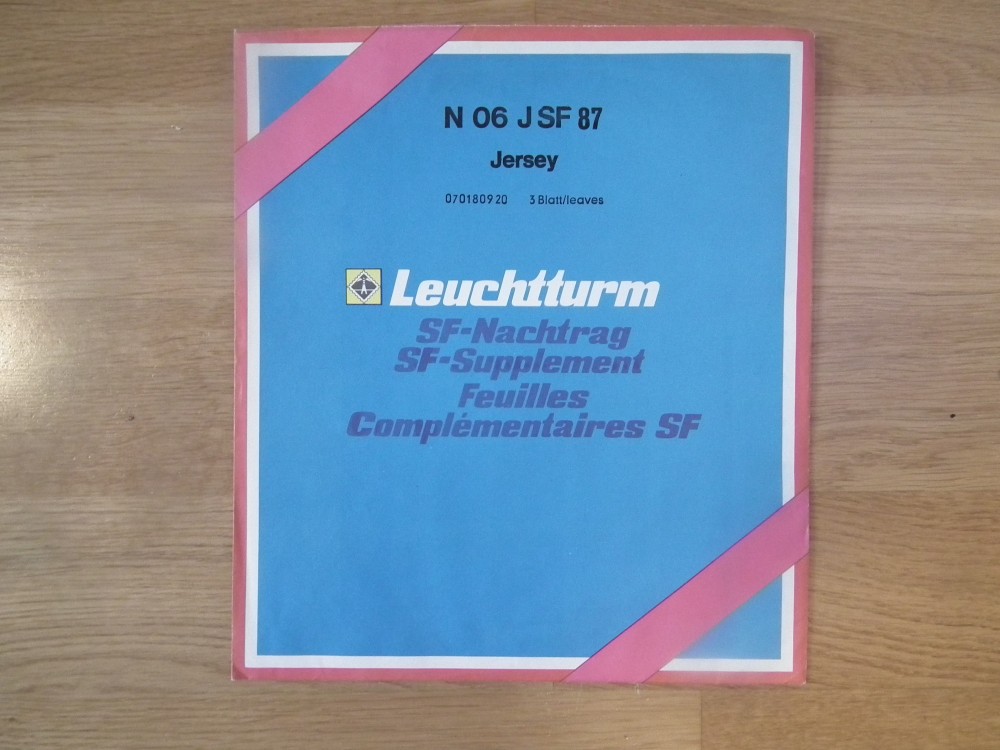 N 06 J SF 87
Jersey
070180920 3 Blatt/leaves
Leuchtturm
SF-Nachtrag
SF-Supplement
Feuilles
Complémentaires SF